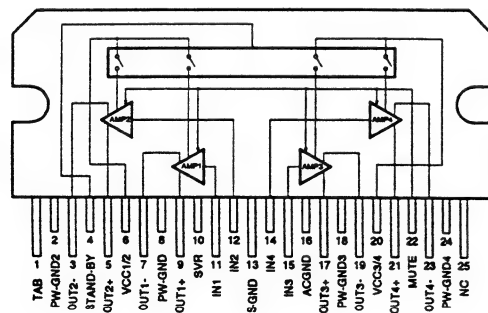 AMP2
AMP4
AMP1
AMP3
1 TAB
2 PW-GND2
3 OUT2-
4 STAND-BY
5 OUT2+
6 VCC1/2
7 OUT1-
8 PW-GND
9 OUT1+
10 SVR
11 IN1
12 IN2
13 S-GND
14 IN4
15 IN3
16 ACGND
17 OUT3+
18 PW-GND3
19 OUT3-
20 VCC3/4
21 OUT4+
22 MUTE
23 OUT4-
24 PW-GND4
25 NC